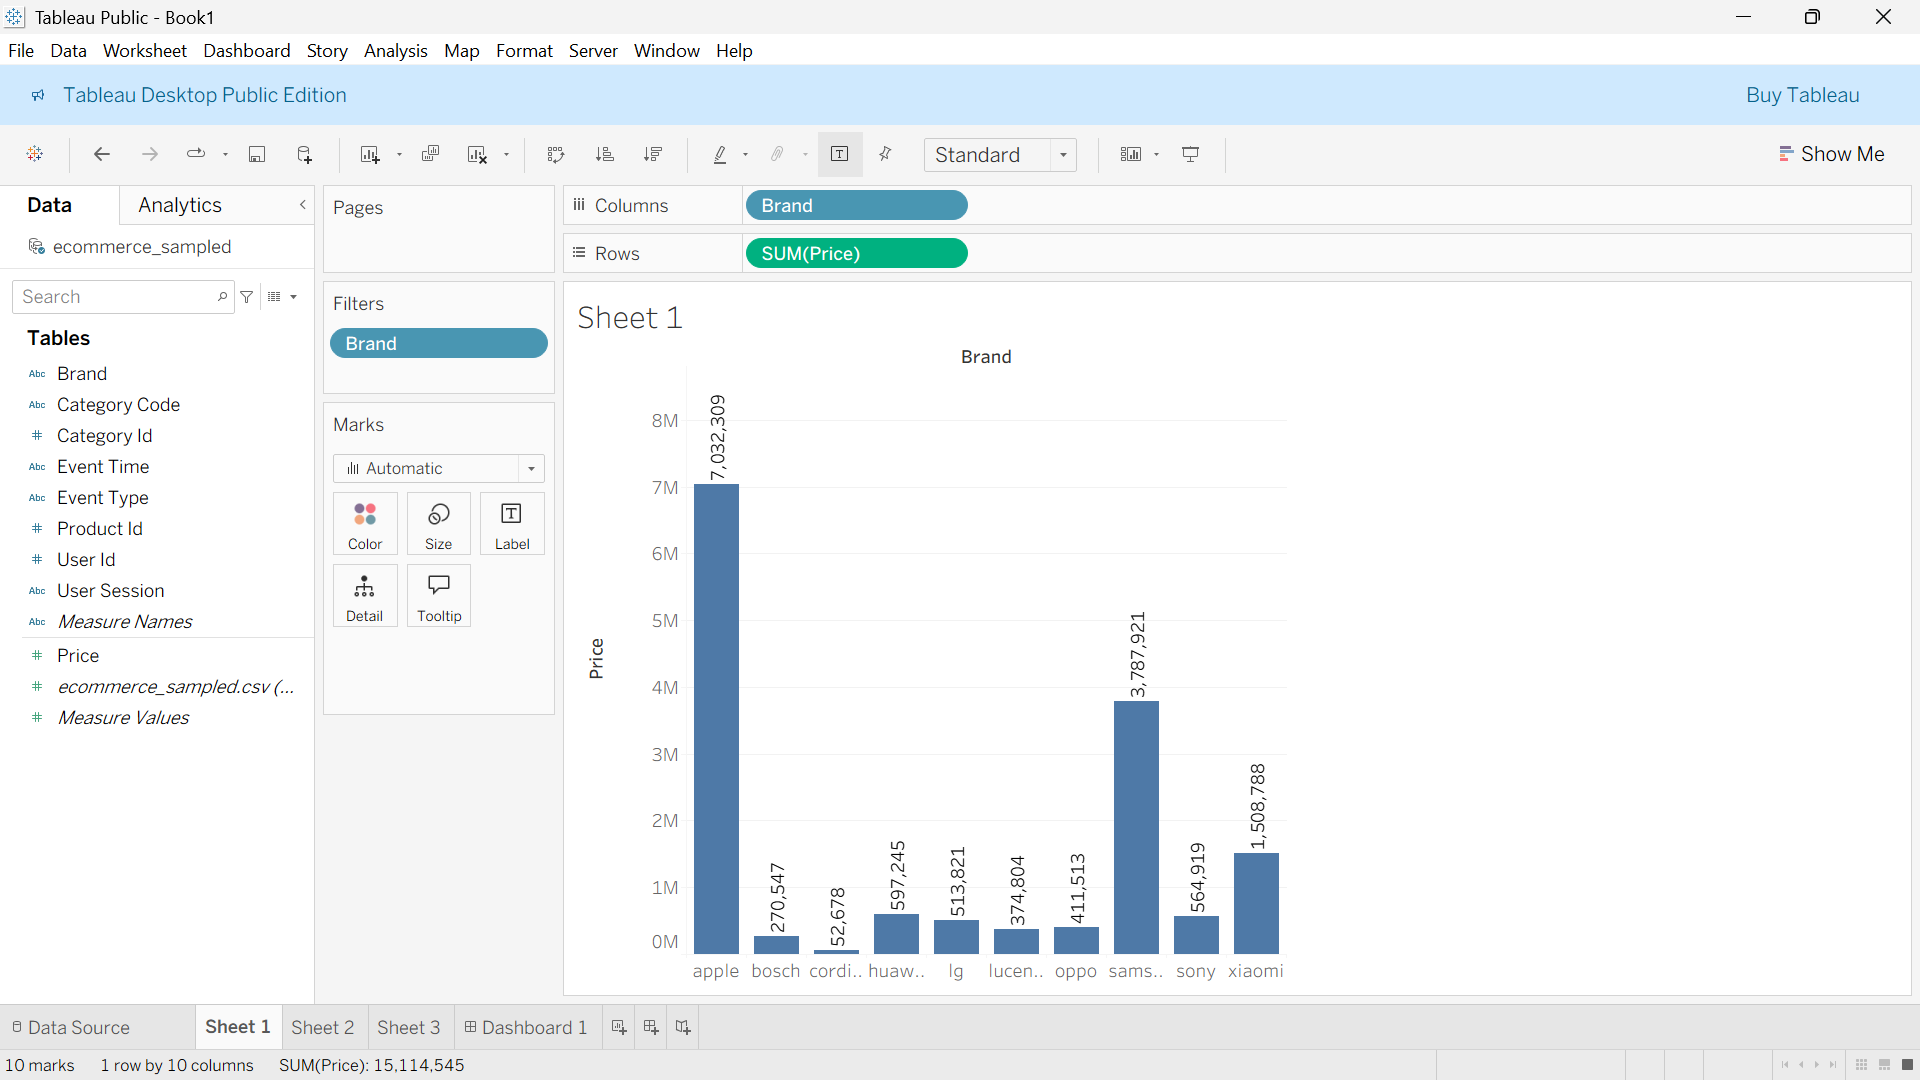 Tableau Public - Book1
File Data Worksheet Dashboard Story Analysis Map Format Server Window Help
Tableau Desktop Public Edition
Buy Tableau
Standard
Show Me
Data
Analytics
ecommerce_sampled
Search
Tables
Abc Brand
Abc Category Code
# Category Id
Abc Event Time
Abc Event Type
# Product Id
# User Id
Abc User Session
Abc Measure Names
# Price
# ecommerce_sampled.csv (...
# Measure Values
Pages
Filters
Brand
Marks
Automatic
Color
Size
Label
Detail
Tooltip
Columns
Brand
Rows
SUM(Price)
Sheet 1
Brand
Price
8M
7M
6M
5M
4M
3M
2M
1M
0M
7,032,309
270,547
52,678
597,245
513,821
374,804
411,513
3,787,921
564,919
1,508,788
apple bosch cordi.. huaw.. lg lucen.. oppo sams.. sony xiaomi
Data Source
Sheet 1
Sheet 2
Sheet 3
Dashboard 1
10 marks
1 row by 10 columns
SUM(Price): 15,114,545